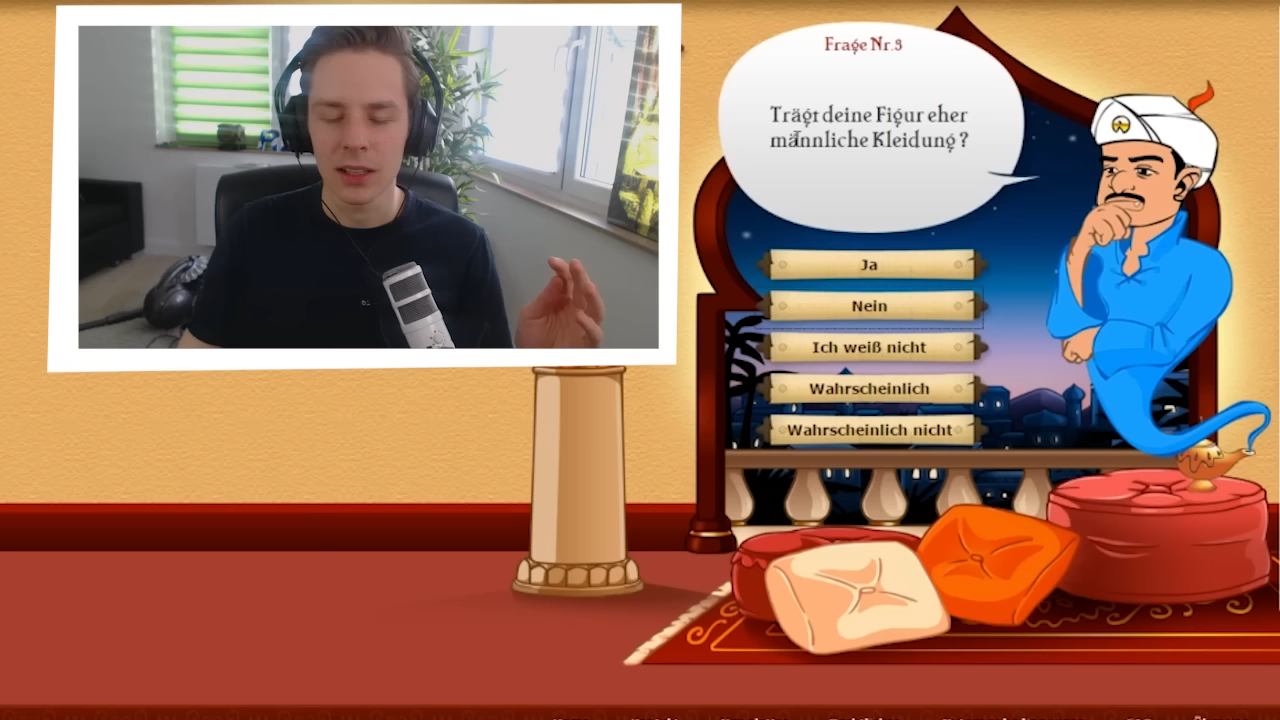 Frage Nr.3
Trägt deine Figur eher
männliche Kleidung ?
Ja
Nein
Ich weiß nicht
Wahrscheinlich
Wahrscheinlich nicht